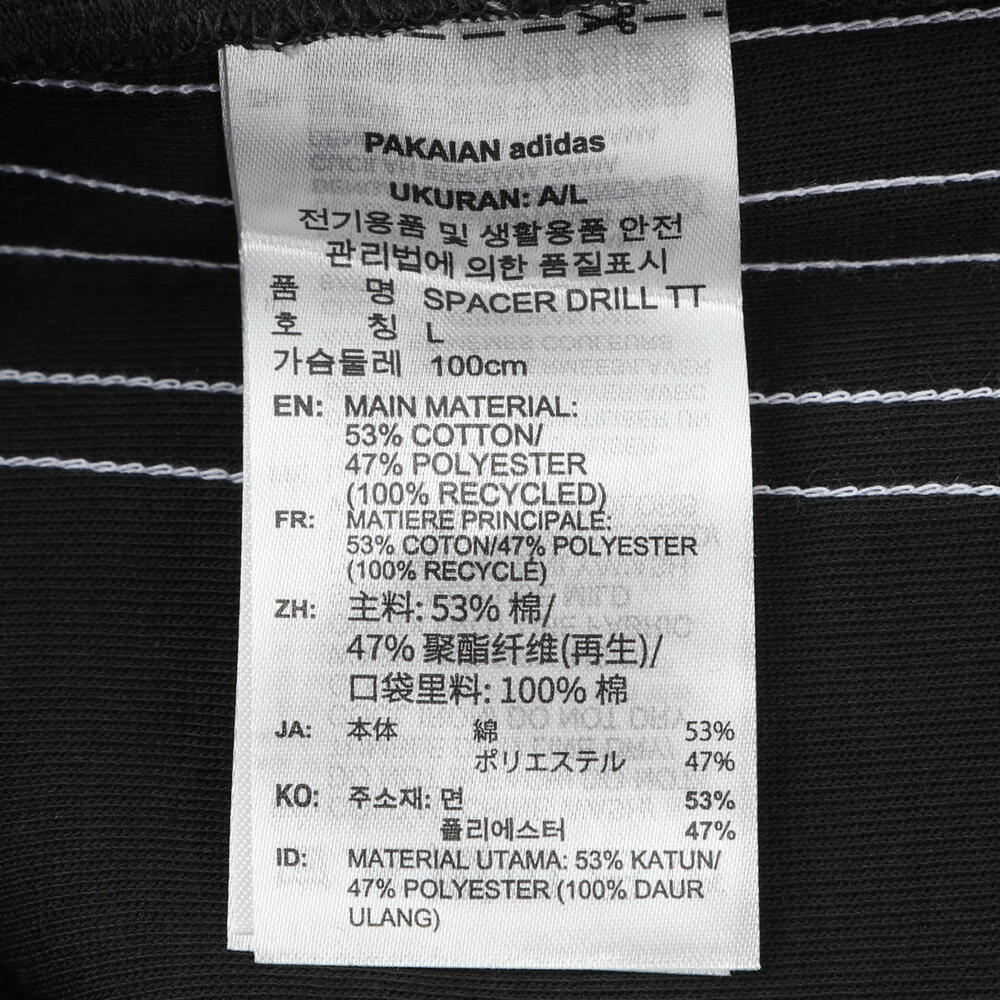 PAKAIAN adidas
UKURAN: A/L
전기용품 및 생활용품 안전
관리법에 의한 품질표시
품 명 SPACER DRILL TT
호 칭 L
가슴둘레 100cm
EN: MAIN MATERIAL:
53% COTTON/
47% POLYESTER
(100% RECYCLED)
FR: MATIERE PRINCIPALE:
53% COTON/47% POLYESTER
(100% RECYCLÉ)
ZH: 主料: 53% 棉/
47% 聚酯纤维(再生)/
口袋里料: 100% 棉
JA: 本体 綿 53%
ポリエステル 47%
KO: 주소재: 면 53%
폴리에스터 47%
ID: MATERIAL UTAMA: 53% KATUN/
47% POLYESTER (100% DAUR
ULANG)